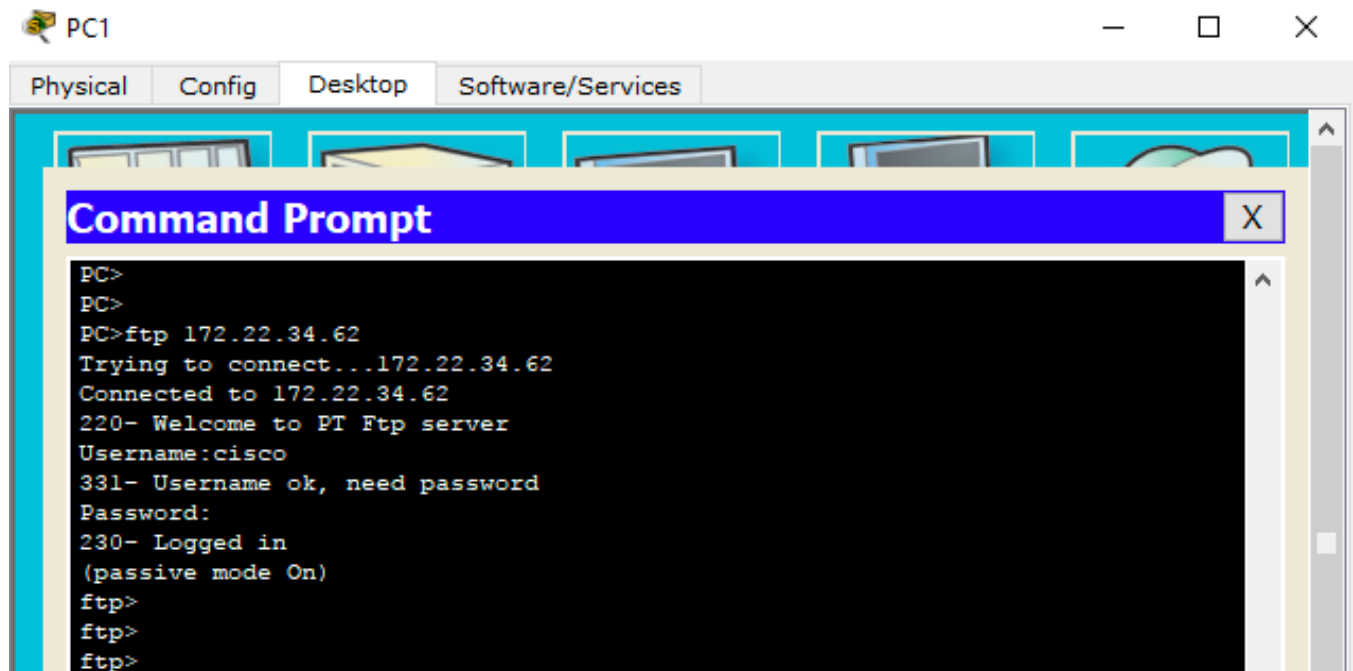 PC1
Physical Config Desktop Software/Services
Command Prompt X
PC>
PC>
PC>ftp 172.22.34.62
Trying to connect...172.22.34.62
Connected to 172.22.34.62
220- Welcome to PT Ftp server
Username:cisco
331- Username ok, need password
Password:
230- Logged in
(passive mode On)
ftp>
ftp>
ftp>